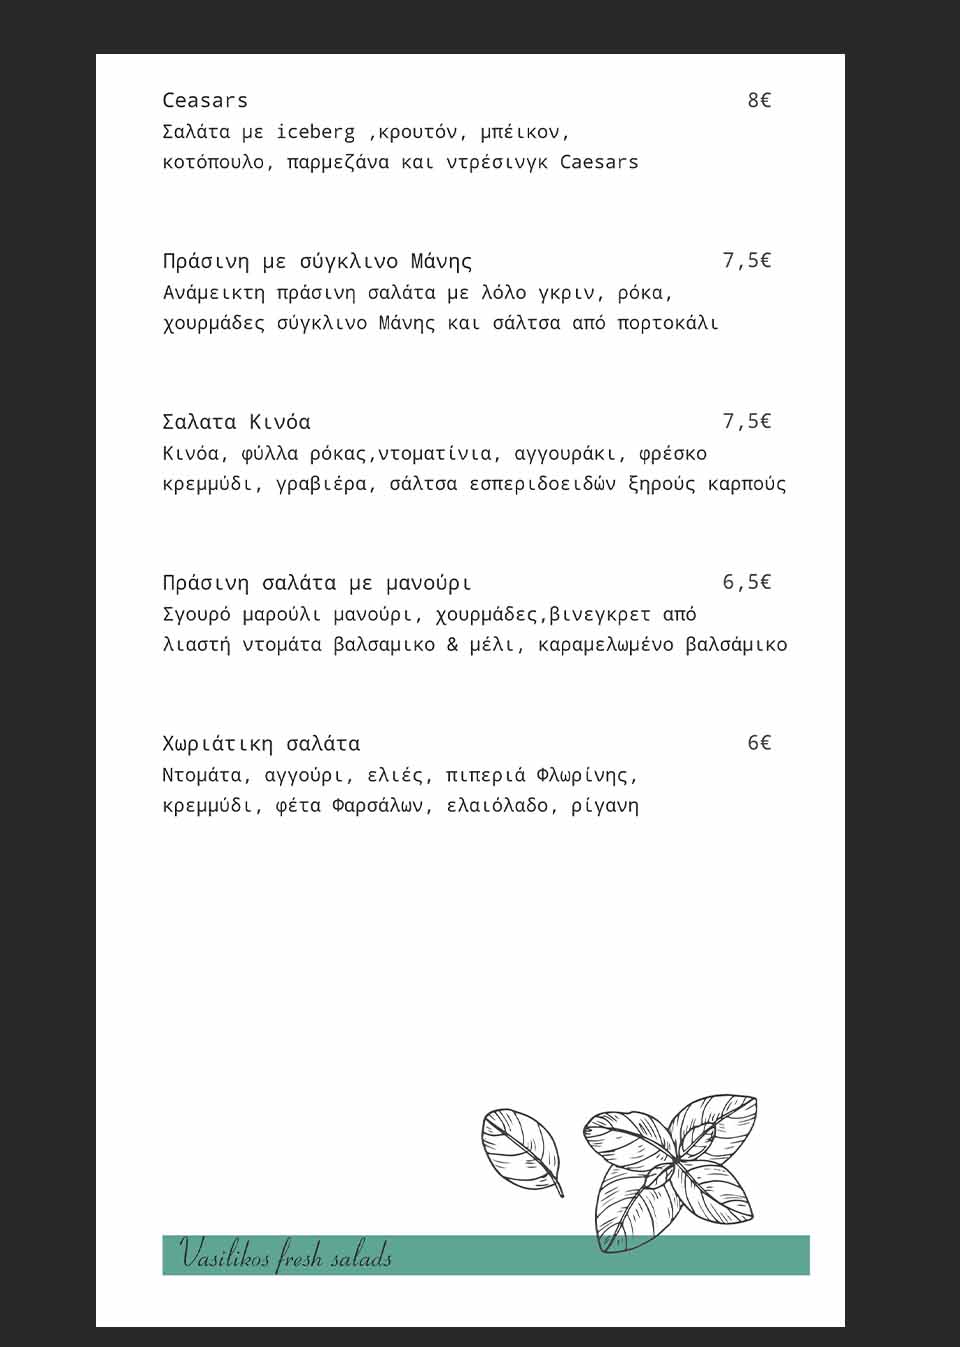 Ceasars 8€
Σαλάτα με iceberg ,κρουτόν, μπέικον,
κοτόπουλο, παρμεζάνα και ντρέσινγκ Caesars
Πράσινη με σύγκλινο Μάνης 7,5€
Ανάμεικτη πράσινη σαλάτα με λόλο γκριν, ρόκα,
χουρμάδες σύγκλινο Μάνης και σάλτσα από πορτοκάλι
Σαλατα Κινόα 7,5€
Κινόα, φύλλα ρόκας,ντοματίνια, αγγουράκι, φρέσκο
κρεμμύδι, γραβιέρα, σάλτσα εσπεριδοειδών ξηρούς καρπούς
Πράσινη σαλάτα με μανούρι 6,5€
Σγουρό μαρούλι μανούρι, χουρμάδες,βινεγκρετ από
λιαστή ντομάτα βαλσαμικο & μέλι, καραμελωμένο βαλσάμικο
Χωριάτικη σαλάτα 6€
Ντομάτα, αγγούρι, ελιές, πιπεριά Φλωρίνης,
κρεμμύδι, φέτα Φαρσάλων, ελαιόλαδο, ρίγανη
Vasilikos fresh salads